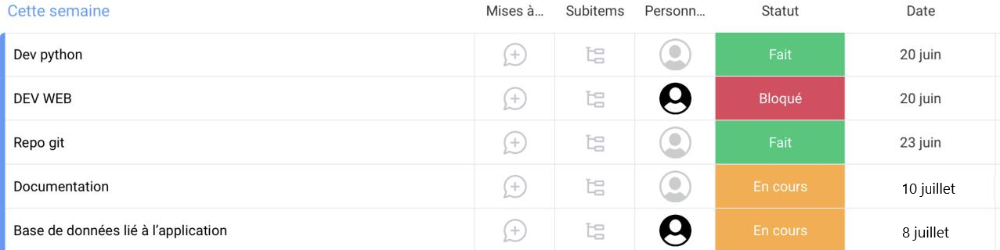 Cette semaine Mises à... Subitems Personn... Statut Date
Dev python Fait 20 juin
DEV WEB Bloqué 20 juin
Repo git Fait 23 juin
Documentation En cours 10 juillet
Base de données lié à l'application En cours 8 juillet